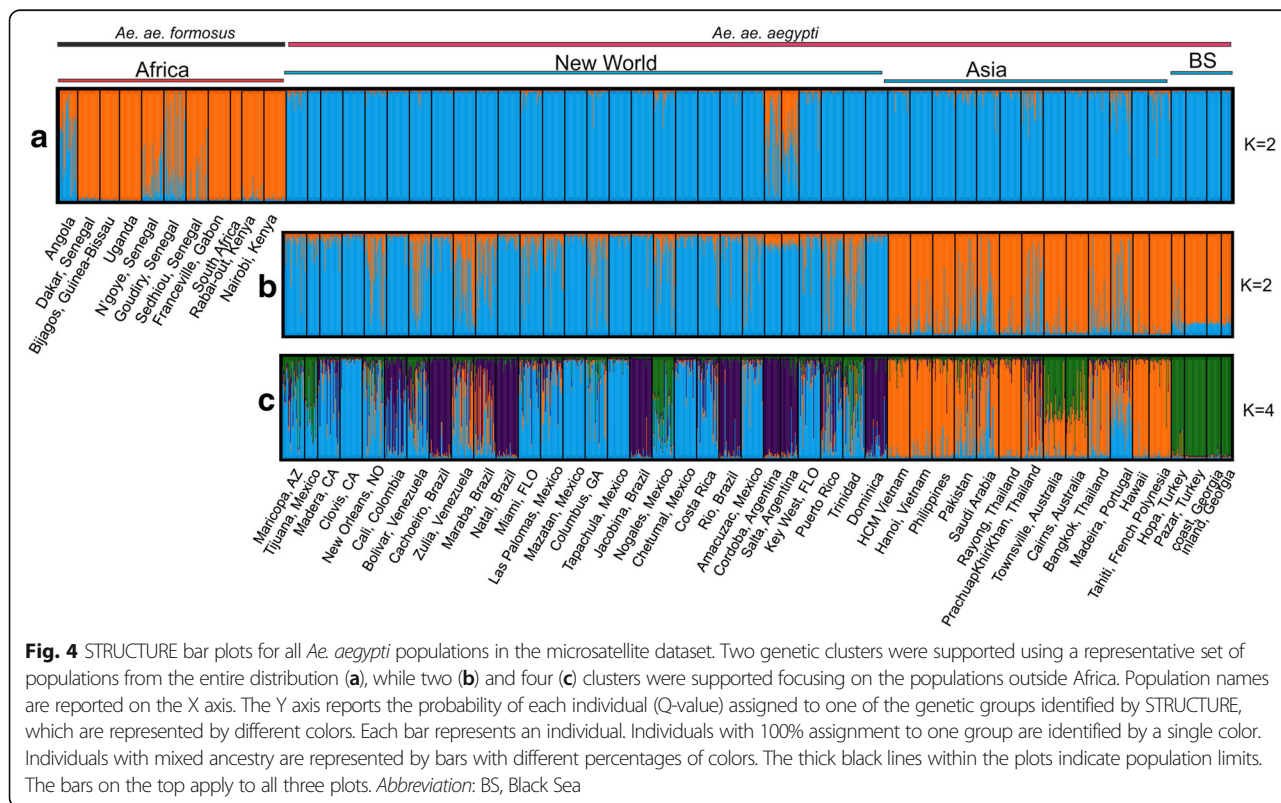 Ae. ae. formosus
Ae. ae. aegypti
Africa
New World
Asia
BS
a
K=2
Angola
Dakar, Senegal
Bijagos, Guinea-Bissau
Uganda
N'goye, Senegal
Goudiry, Senegal
Sedhiou, Senegal
Franceville, Gabon
South Africa
Rabai-out, Kenya
Nairobi, Kenya
b
K=2
c
K=4
Maricopa, AZ
Tijuana, Mexico
Madera, CA
Clovis, CA
New Orleans, NO
Cali, Colombia
Bolivar, Venezuela
Cachoeiro, Brazil
Zulia, Venezuela
Maraba, Brazil
Natal, Brazil
Miami, FLO
Las Palomas, Mexico
Mazatan, Mexico
Columbus, GA
Tapachula, Mexico
Jacobina, Brazil
Nogales, Mexico
Chetumal, Mexico
Costa Rica
Rio, Brazil
Amacuzac, Mexico
Cordoba, Argentina
Salta, Argentina
Key West, FLO
Puerto Rico
Trinidad
Dominica
HCM Vietnam
Hanoi, Vietnam
Philippines
Pakistan
Saudi Arabia
Rayong, Thailand
PrachuapKhiriKhan, Thailand
Townsville, Australia
Cairns, Australia
Bangkok, Thailand
Madeira, Portugal
Hawaii
Tahiti, French Polynesia
Hopa, Turkey
Pazar, Turkey
coast, Georgia
inland, Georgia
Fig. 4 STRUCTURE bar plots for all Ae. aegypti populations in the microsatellite dataset. Two genetic clusters were supported using a representative set of
populations from the entire distribution (a), while two (b) and four (c) clusters were supported focusing on the populations outside Africa. Population names
are reported on the X axis. The Y axis reports the probability of each individual (Q-value) assigned to one of the genetic groups identified by STRUCTURE,
which are represented by different colors. Each bar represents an individual. Individuals with 100% assignment to one group are identified by a single color.
Individuals with mixed ancestry are represented by bars with different percentages of colors. The thick black lines within the plots indicate population limits.
The bars on the top apply to all three plots. Abbreviation: BS, Black Sea